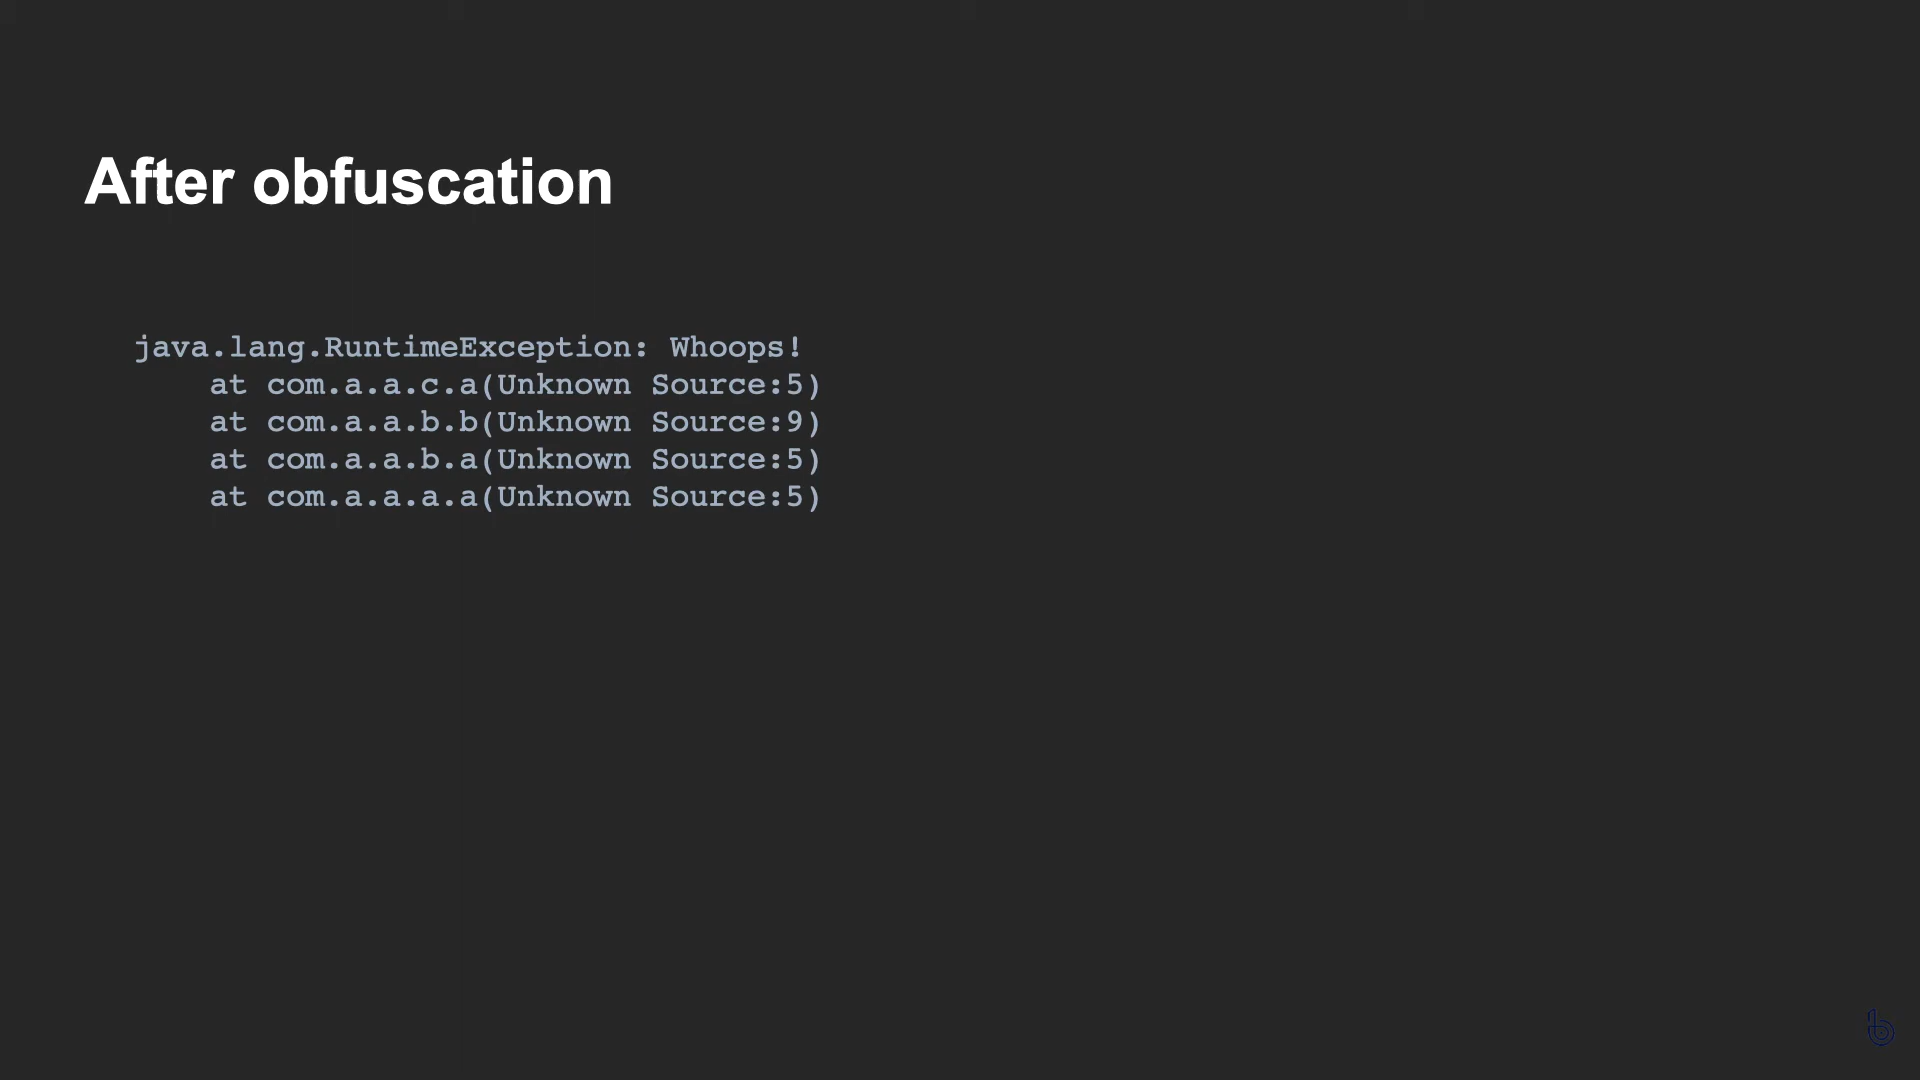 After obfuscation
java.lang.RuntimeException: Whoops!
    at com.a.a.c.a(Unknown Source:5)
    at com.a.a.b.b(Unknown Source:9)
    at com.a.a.b.a(Unknown Source:5)
    at com.a.a.a.a(Unknown Source:5)